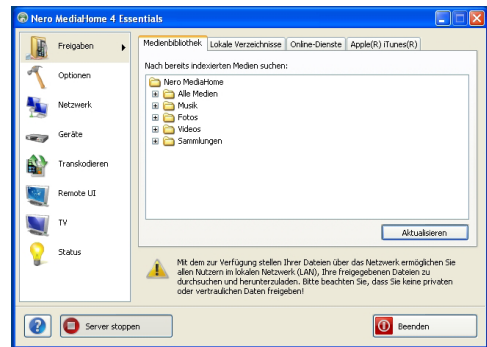 Nero MediaHome 4 Essentials
Freigaben
Optionen
Netzwerk
Geräte
Transkodieren
Remote UI
TV
Status
Medienbibliothek Lokale Verzeichnisse Online-Dienste Apple(R) iTunes(R)
Nach bereits indexierten Medien suchen:
Nero MediaHome
Alle Medien
Musik
Fotos
Videos
Sammlungen
Aktualisieren
Mit dem zur Verfügung stellen Ihrer Dateien über das Netzwerk ermöglichen Sie
allen Nutzern im lokalen Netzwerk (LAN), Ihre freigegebenen Dateien zu
durchsuchen und herunterzuladen. Bitte beachten Sie, dass Sie keine privaten
oder vertraulichen Daten freigeben!
Server stoppen
Beenden